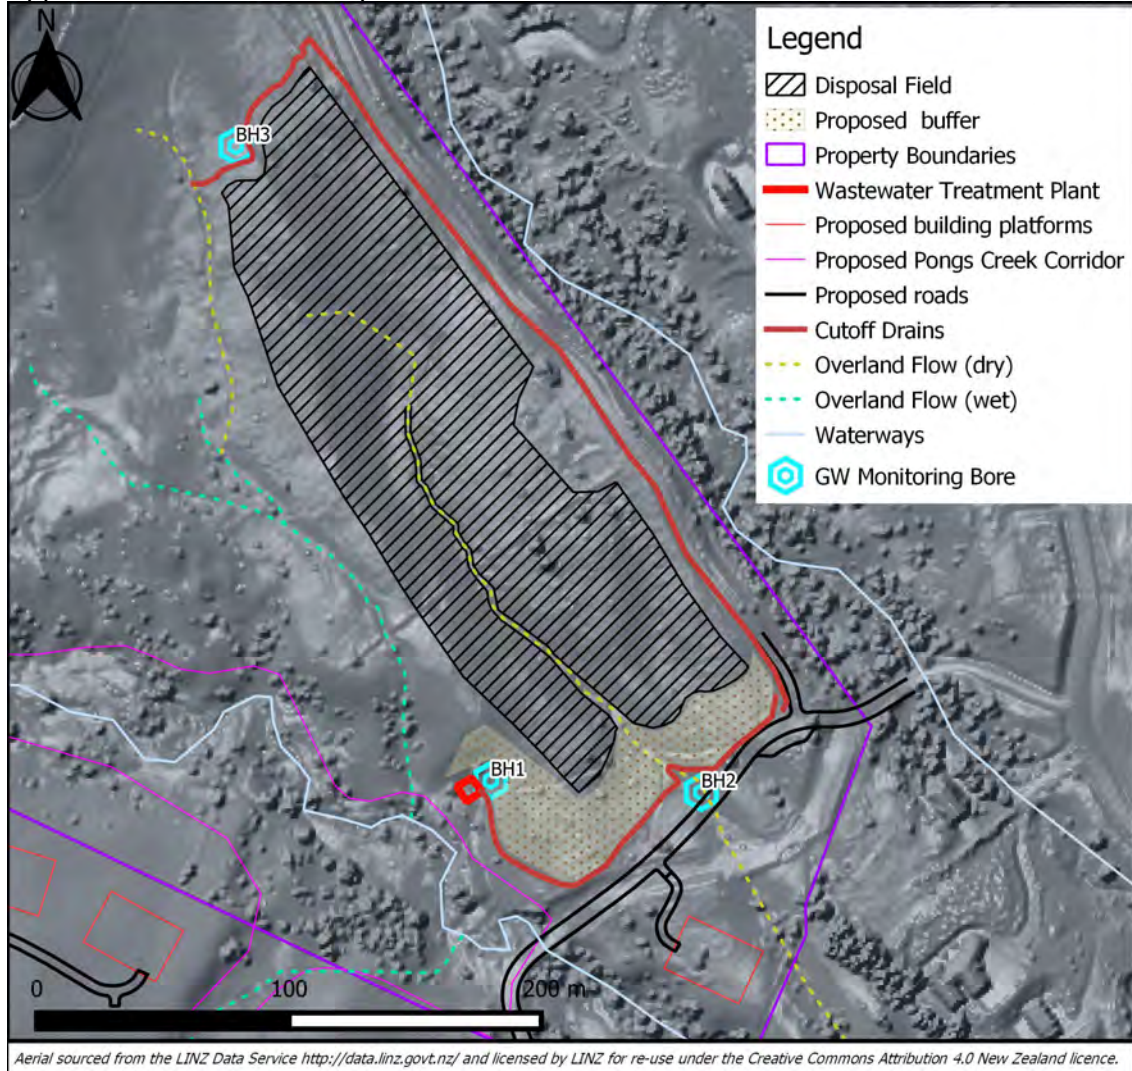 N
Legend
Disposal Field
Proposed buffer
Property Boundaries
Wastewater Treatment Plant
Proposed building platforms
Proposed Pongs Creek Corridor
Proposed roads
Cutoff Drains
Overland Flow (dry)
Overland Flow (wet)
Waterways
GW Monitoring Bore
BH3
BH1
BH2
0 100 200 m
Aerial sourced from the LINZ Data Service http://data.linz.govt.nz/ and licensed by LINZ for re-use under the Creative Commons Attribution 4.0 New Zealand licence.